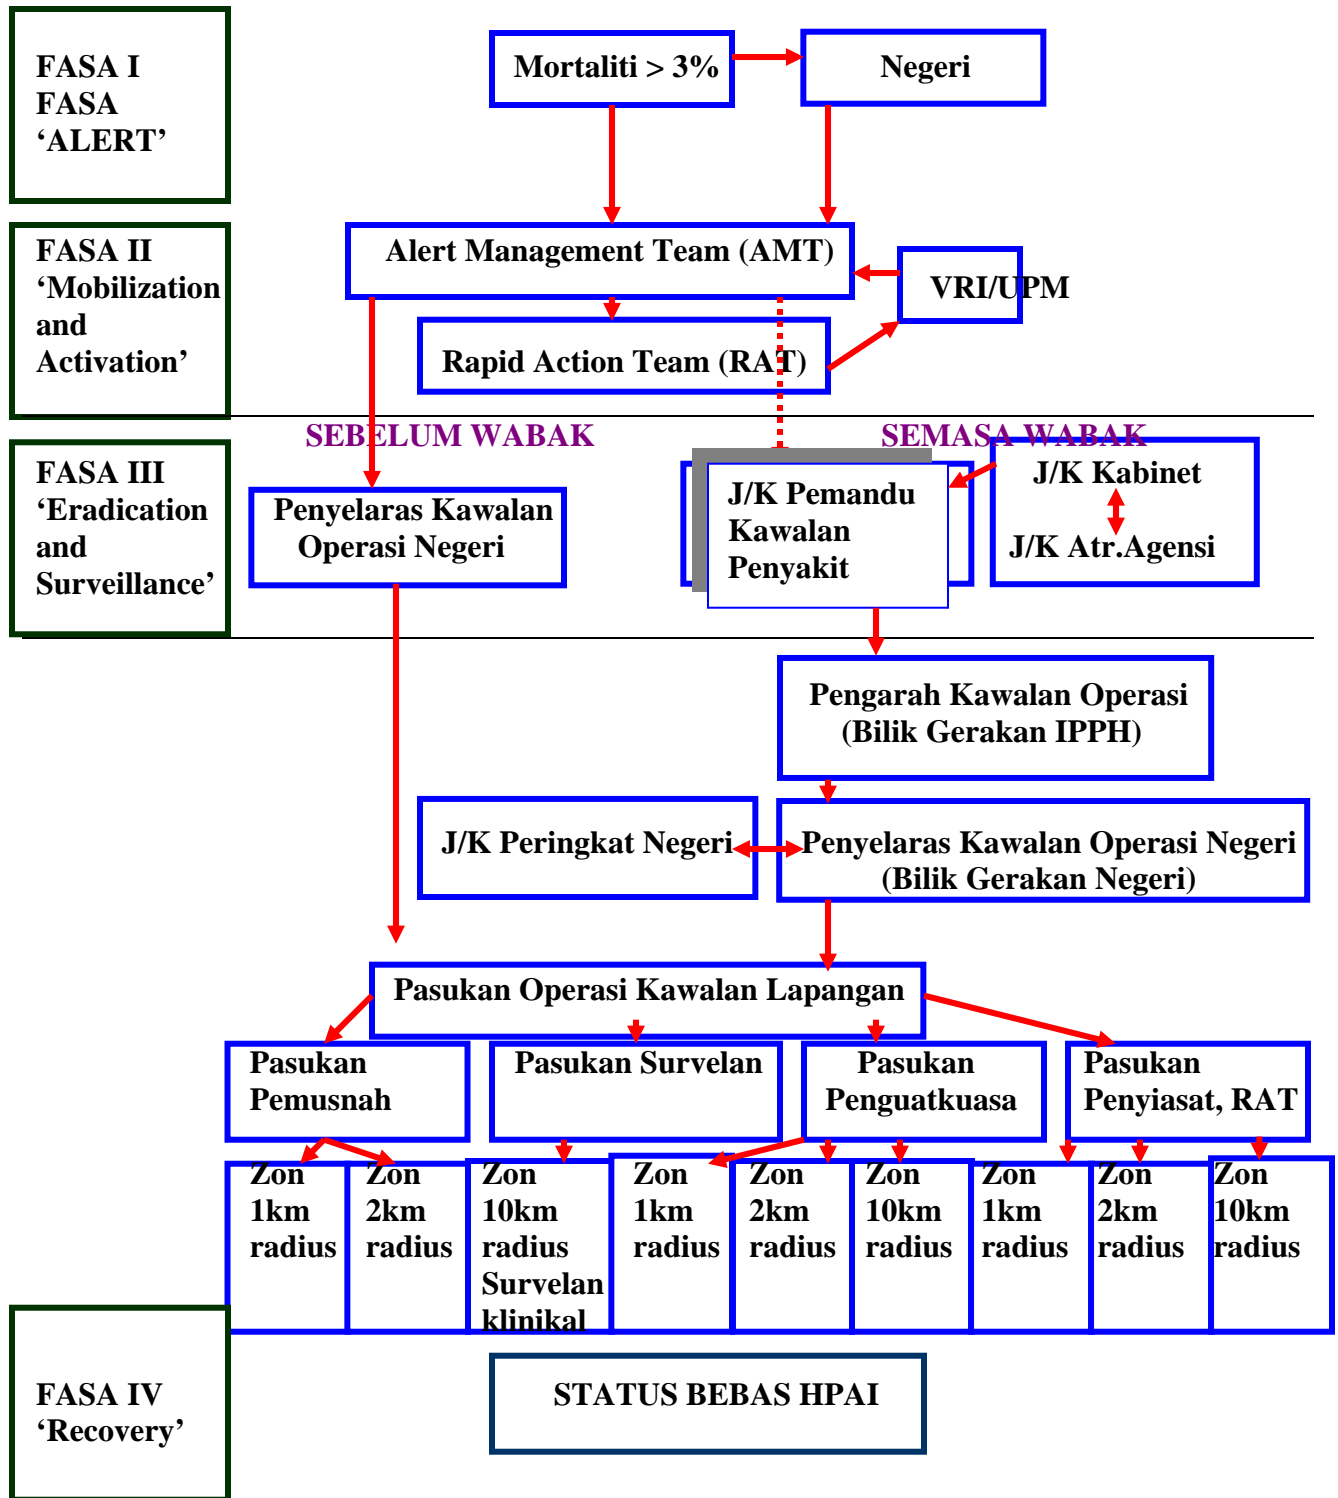 FASA I
FASA
‘ALERT’
Mortaliti > 3%
Negeri
FASA II
‘Mobilization
and
Activation’
Alert Management Team (AMT)
VRI/UPM
Rapid Action Team (RAT)
SEBELUM WABAK
SEMASA WABAK
FASA III
‘Eradication
and
Surveillance’
Penyelaras Kawalan
Operasi Negeri
J/K Pemandu
Kawalan
Penyakit
J/K Kabinet
J/K Atr.Agensi
Pengarah Kawalan Operasi
(Bilik Gerakan IPPH)
J/K Peringkat Negeri
Penyelaras Kawalan Operasi Negeri
(Bilik Gerakan Negeri)
Pasukan Operasi Kawalan Lapangan
Pasukan
Pemusnah
Pasukan Survelan
Pasukan
Penguatkuasa
Pasukan
Penyiasat, RAT
Zon
1km
radius
Zon
2km
radius
Zon
10km
radius
Survelan
klinikal
Zon
1km
radius
Zon
2km
radius
Zon
10km
radius
Zon
1km
radius
Zon
2km
radius
Zon
10km
radius
FASA IV
‘Recovery’
STATUS BEBAS HPAI